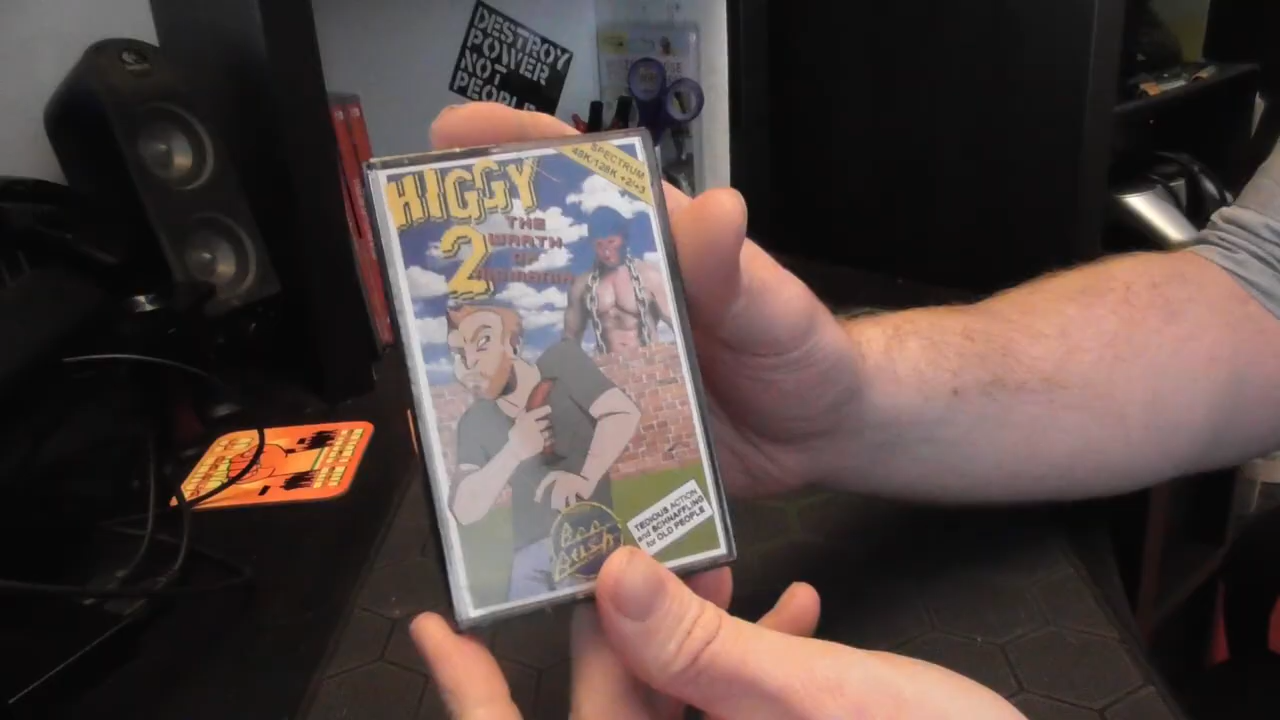 DESTROY
POWER
NOT
PEOPLE
SPECTRUM
48K/128K +2/+3
HIGGY
2
THE
WRATH
OF
TEDIOUS ACTION
and SCHNAFFLING
for OLD PEOPLE